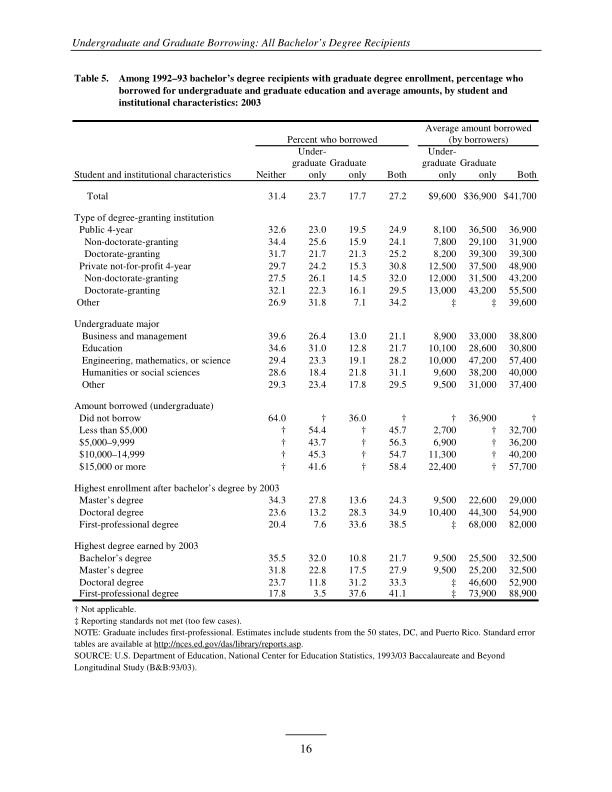 Undergraduate and Graduate Borrowing: All Bachelor's Degree Recipients
Table 5. Among 1992–93 bachelor's degree recipients with graduate degree enrollment, percentage who
borrowed for undergraduate and graduate education and average amounts, by student and
institutional characteristics: 2003
Average amount borrowed
Percent who borrowed (by borrowers)
Under- Under-
graduate Graduate graduate Graduate
Student and institutional characteristics Neither only only Both only only Both
Total 31.4 23.7 17.7 27.2 $9,600 $36,900 $41,700
Type of degree-granting institution
Public 4-year 32.6 23.0 19.5 24.9 8,100 36,500 36,900
Non-doctorate-granting 34.4 25.6 15.9 24.1 7,800 29,100 31,900
Doctorate-granting 31.7 21.7 21.3 25.2 8,200 39,300 39,300
Private not-for-profit 4-year 29.7 24.2 15.3 30.8 12,500 37,500 48,900
Non-doctorate-granting 27.5 26.1 14.5 32.0 12,000 31,500 43,200
Doctorate-granting 32.1 22.3 16.1 29.5 13,000 43,200 55,500
Other 26.9 31.8 7.1 34.2 ‡ ‡ 39,600
Undergraduate major
Business and management 39.6 26.4 13.0 21.1 8,900 33,000 38,800
Education 34.6 31.0 12.8 21.7 10,100 28,600 30,800
Engineering, mathematics, or science 29.4 23.3 19.1 28.2 10,000 47,200 57,400
Humanities or social sciences 28.6 18.4 21.8 31.1 9,600 38,200 40,000
Other 29.3 23.4 17.8 29.5 9,500 31,000 37,400
Amount borrowed (undergraduate)
Did not borrow 64.0 † 36.0 † † 36,900 †
Less than $5,000 † 54.4 † 45.7 2,700 † 32,700
$5,000–9,999 † 43.7 † 56.3 6,900 † 36,200
$10,000–14,999 † 45.3 † 54.7 11,300 † 40,200
$15,000 or more † 41.6 † 58.4 22,400 † 57,700
Highest enrollment after bachelor's degree by 2003
Master's degree 34.3 27.8 13.6 24.3 9,500 22,600 29,000
Doctoral degree 23.6 13.2 28.3 34.9 10,400 44,300 54,900
First-professional degree 20.4 7.6 33.6 38.5 ‡ 68,000 82,000
Highest degree earned by 2003
Bachelor's degree 35.5 32.0 10.8 21.7 9,500 25,500 32,500
Master's degree 31.8 22.8 17.5 27.9 9,500 25,200 32,500
Doctoral degree 23.7 11.8 31.2 33.3 ‡ 46,600 52,900
First-professional degree 17.8 3.5 37.6 41.1 ‡ 73,900 88,900
† Not applicable.
‡ Reporting standards not met (too few cases).
NOTE: Graduate includes first-professional. Estimates include students from the 50 states, DC, and Puerto Rico. Standard error
tables are available at http://nces.ed.gov/das/library/reports.asp.
SOURCE: U.S. Department of Education, National Center for Education Statistics, 1993/03 Baccalaureate and Beyond
Longitudinal Study (B&B:93/03).
16